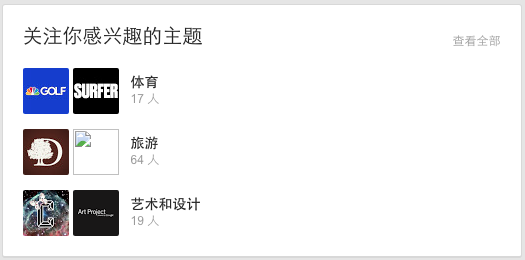 关注你感兴趣的主题
查看全部
GOLF
SURFER
体育
17 人
D
旅游
64 人
C
Art Project
艺术和设计
19 人